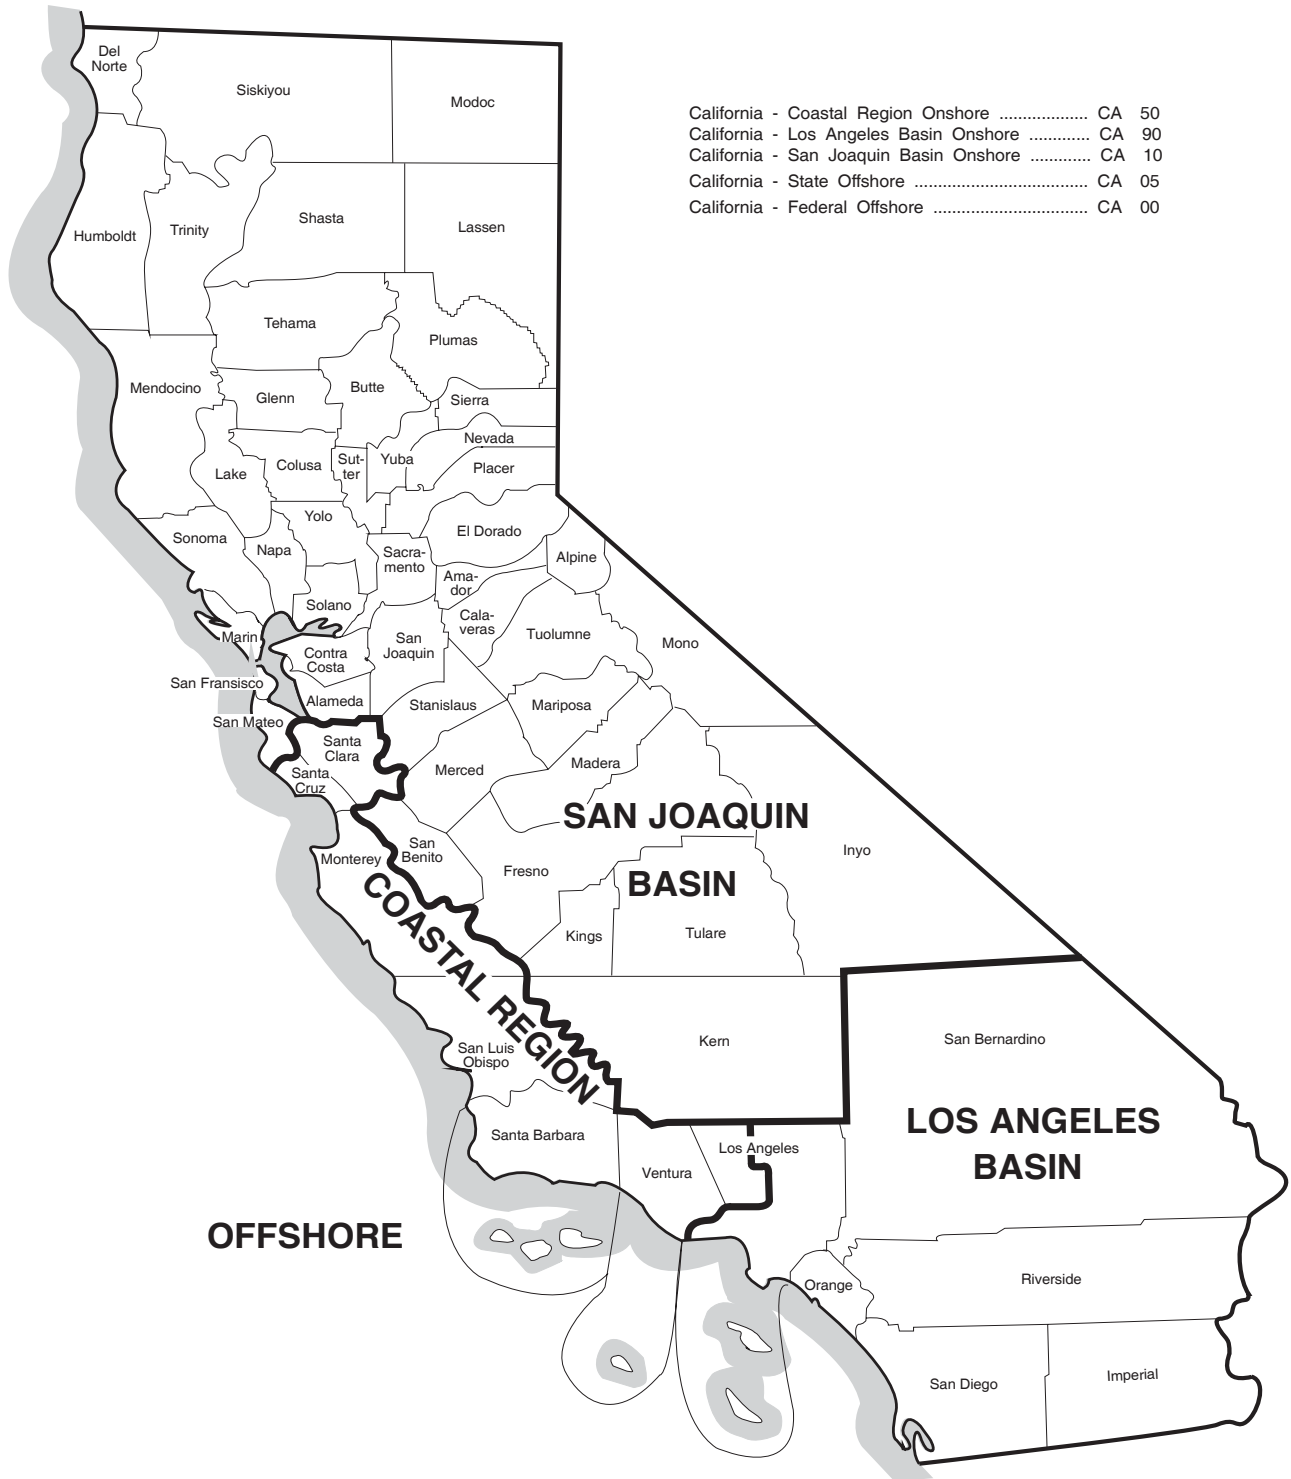 Del
Norte
Siskiyou
Modoc
California - Coastal Region Onshore .................. CA 50
California - Los Angeles Basin Onshore ............ CA 90
California - San Joaquin Basin Onshore ............ CA 10
California - State Offshore ................................... CA 05
California - Federal Offshore ............................... CA 00
Humboldt
Trinity
Shasta
Lassen
Tehama
Plumas
Mendocino
Glenn
Butte
Sierra
Nevada
Lake
Colusa
Sut-
ter
Yuba
Placer
Yolo
Sonoma
Napa
El Dorado
Sacra-
mento
Alpine
Ama-
dor
Solano
Cala-
veras
Marin
Contra
Costa
San
Joaquin
Tuolumne
Mono
San Fransisco
Alameda
Stanislaus
Mariposa
San Mateo
Santa
Clara
Merced
Madera
Santa
Cruz
SAN JOAQUIN
BASIN
Monterey
San
Benito
Fresno
Inyo
Kings
Tulare
COASTAL REGION
San Luis
Obispo
Kern
San Bernardino
LOS ANGELES
BASIN
Santa Barbara
Ventura
Los Angeles
OFFSHORE
Orange
Riverside
San Diego
Imperial